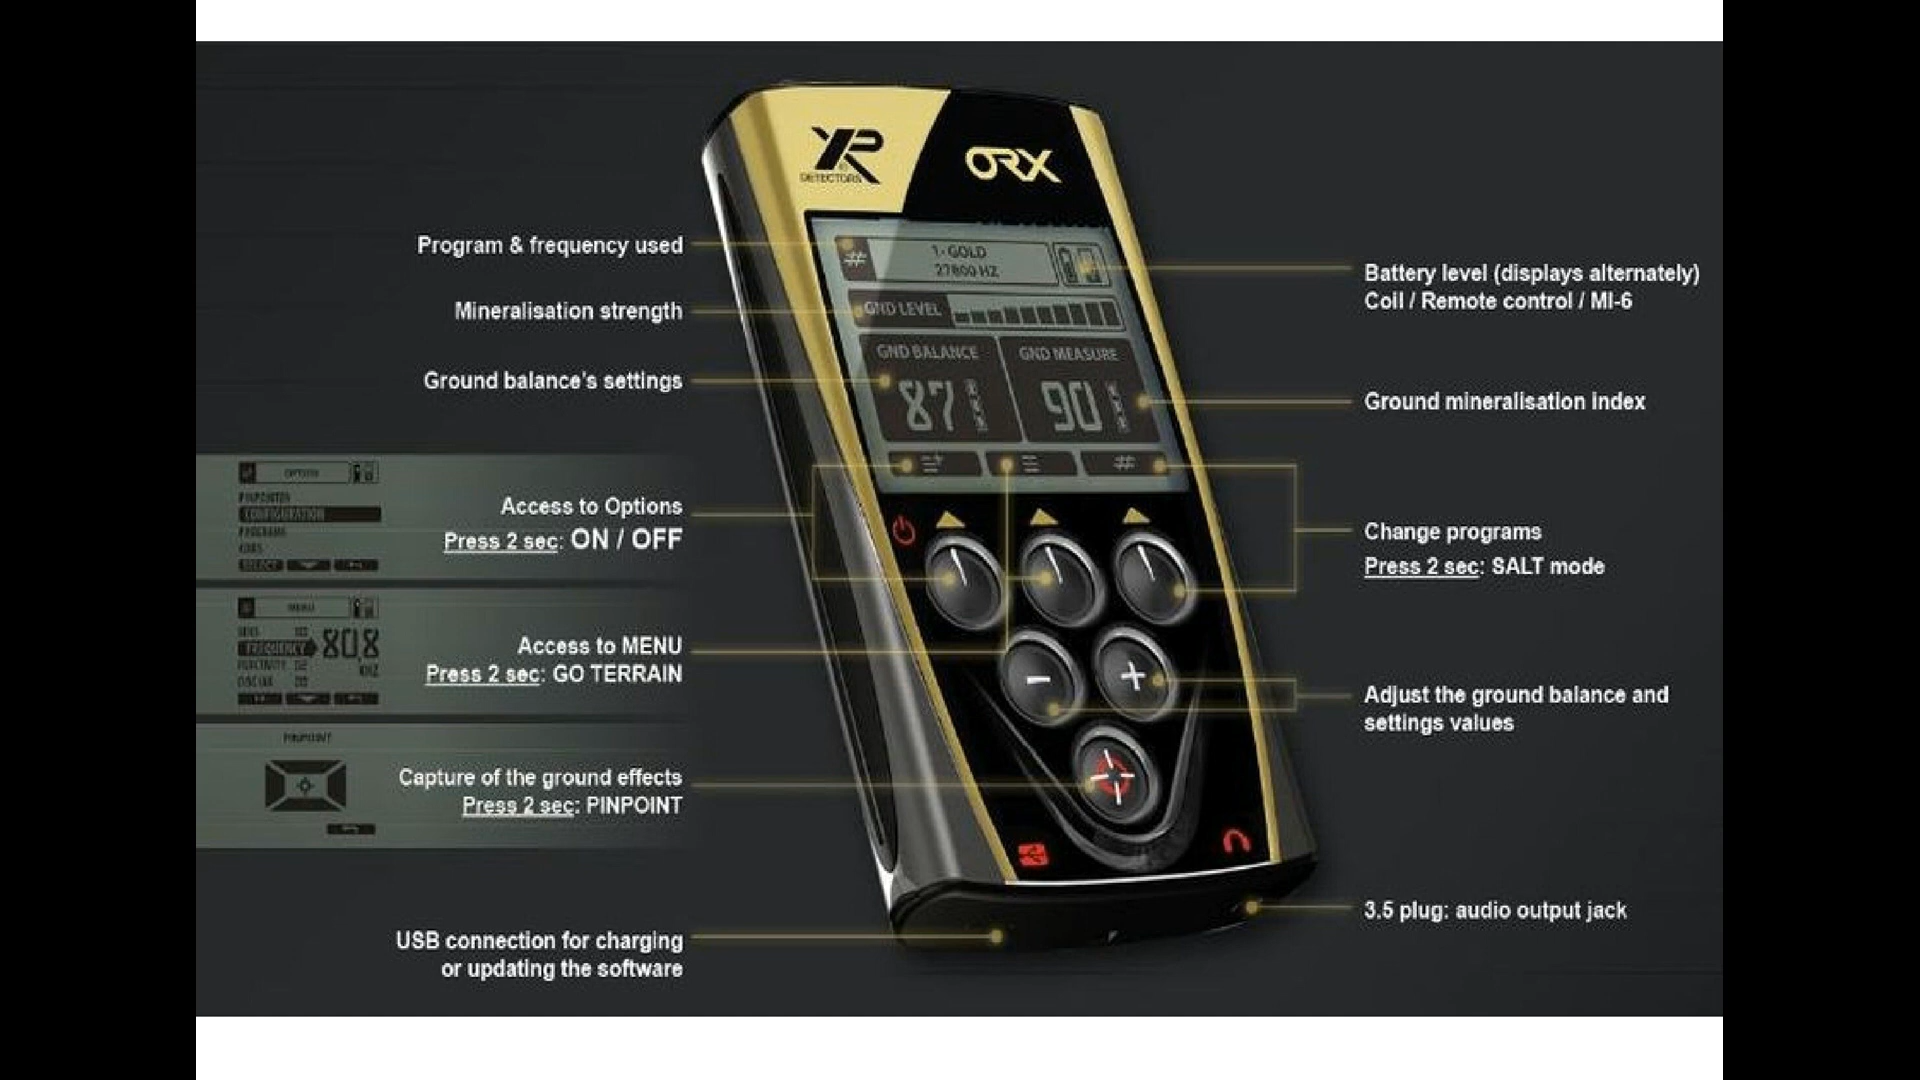 XP
DETECTORS
ORX
Program & frequency used
#
1- GOLD
27800 HZ
Battery level (displays alternately)
Coil / Remote control / MI-6
Mineralisation strength
GND LEVEL
Ground balance's settings
GND BALANCE
GND MEASURE
87
90
Ground mineralisation index
#
OPTION
PINPOINTER
CONFIGURATION
PROGRAMS
SELECT
Access to Options
Press 2 sec: ON / OFF
Change programs
Press 2 sec: SALT mode
MENU
FREQUENCY
80,8
KHZ
REACTIVITY
Access to MENU
Press 2 sec: GO TERRAIN
-
+
Adjust the ground balance and
settings values
PINPOINT
Capture of the ground effects
Press 2 sec: PINPOINT
3.5 plug: audio output jack
USB connection for charging
or updating the software